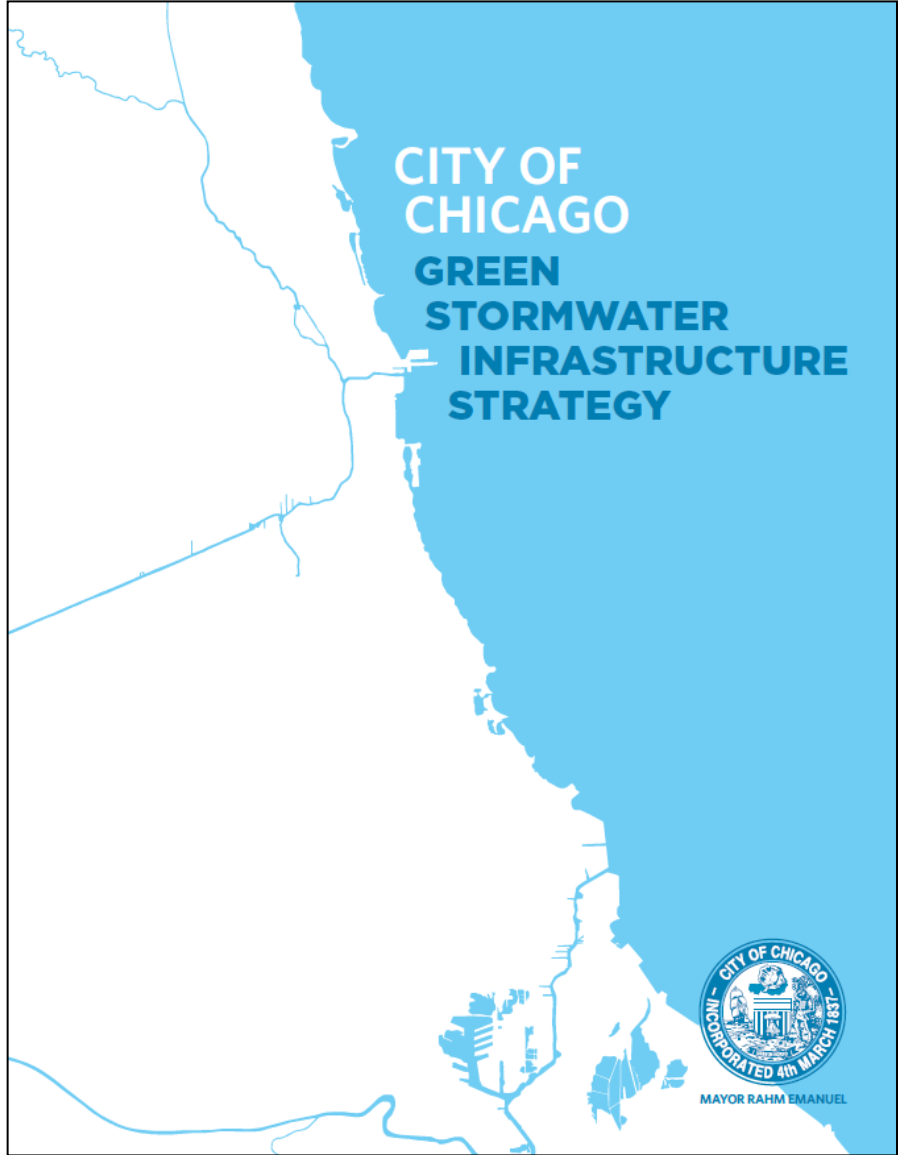 CITY OF
CHICAGO
GREEN
STORMWATER
INFRASTRUCTURE
STRATEGY
CITY OF CHICAGO
INCORPORATED 4th MARCH 1837
MAYOR RAHM EMANUEL